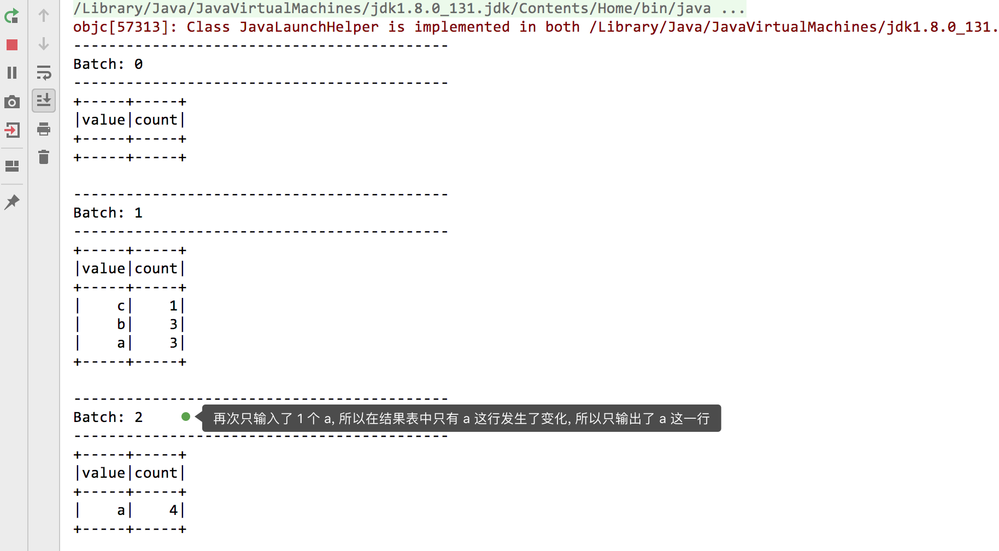 /Library/Java/JavaVirtualMachines/jdk1.8.0_131.jdk/Contents/Home/bin/java ...
objc[57313]: Class JavaLaunchHelper is implemented in both /Library/Java/JavaVirtualMachines/jdk1.8.0_131.
-------------------------------------------
Batch: 0
-------------------------------------------
+-----+-----+
|value|count|
+-----+-----+
+-----+-----+
-------------------------------------------
Batch: 1
-------------------------------------------
+-----+-----+
|value|count|
+-----+-----+
|    c|    1|
|    b|    3|
|    a|    3|
+-----+-----+
-------------------------------------------
Batch: 2 再次只输入了 1 个 a, 所以在结果表中只有 a 这行发生了变化, 所以只输出了 a 这一行
-------------------------------------------
+-----+-----+
|value|count|
+-----+-----+
|    a|    4|
+-----+-----+